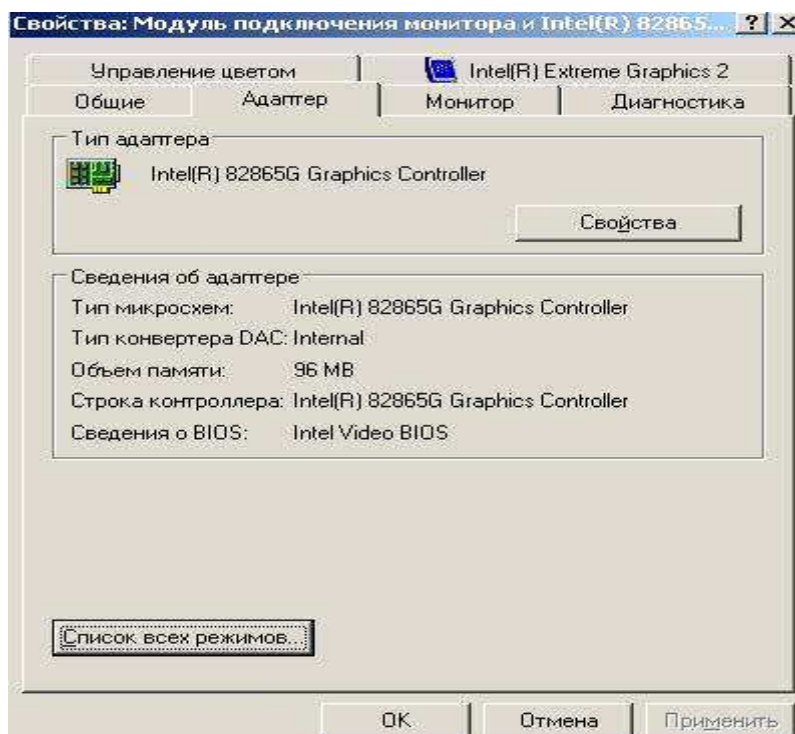 Свойства: Модуль подключения монитора и Intel(R) 82865...
Управление цветом Intel(R) Extreme Graphics 2
Общие Адаптер Монитор Диагностика
Тип адаптера
Intel(R) 82865G Graphics Controller
Свойства
Сведения об адаптере
Тип микросхем: Intel(R) 82865G Graphics Controller
Тип конвертера DAC: Internal
Объем памяти: 96 MB
Строка контроллера: Intel(R) 82865G Graphics Controller
Сведения о BIOS: Intel Video BIOS
Список всех режимов...
OK Отмена Применить